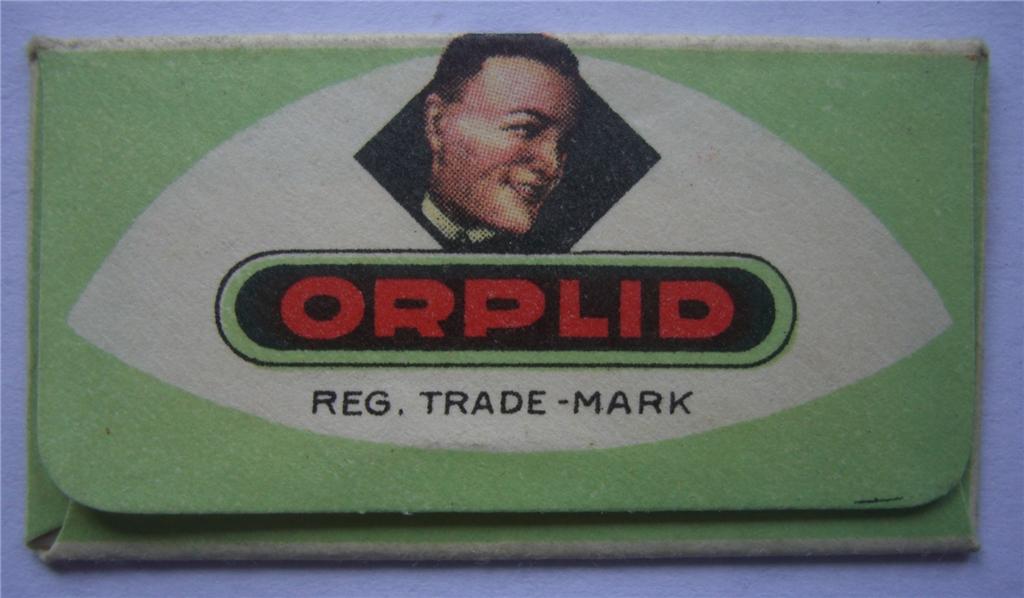 ORPLID
REG. TRADE-MARK